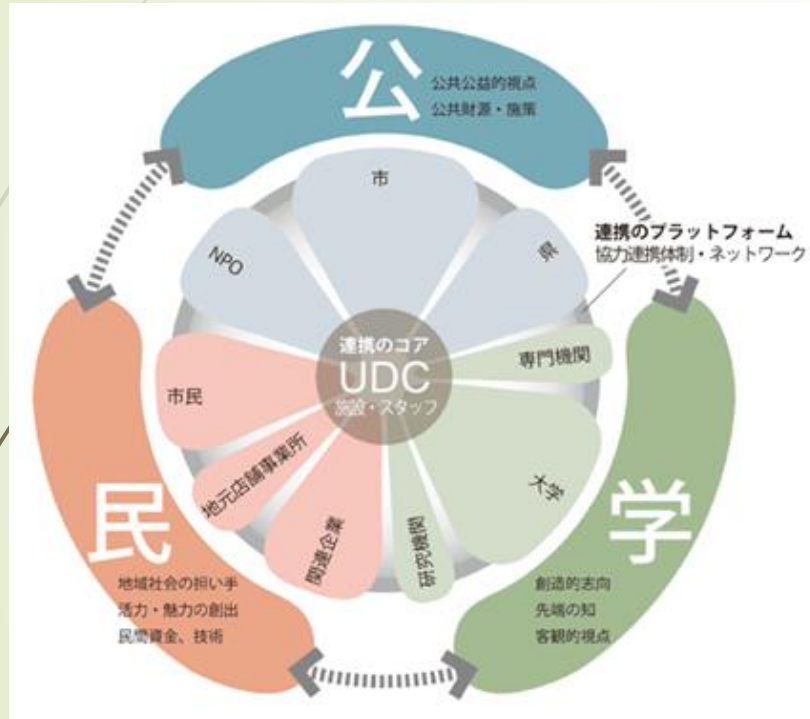 公
公共公益的視点
公共財源・施策
市
NPO
県
連携のプラットフォーム
協力連携体制・ネットワーク
連携のコア
UDC
施設・スタッフ
専門機関
市民
地元店舗事業所
関連企業
研究機関
大学
民
地域社会の担い手
活力・魅力の創出
民間資金、技術
学
創造的志向
先端の知
客観的視点